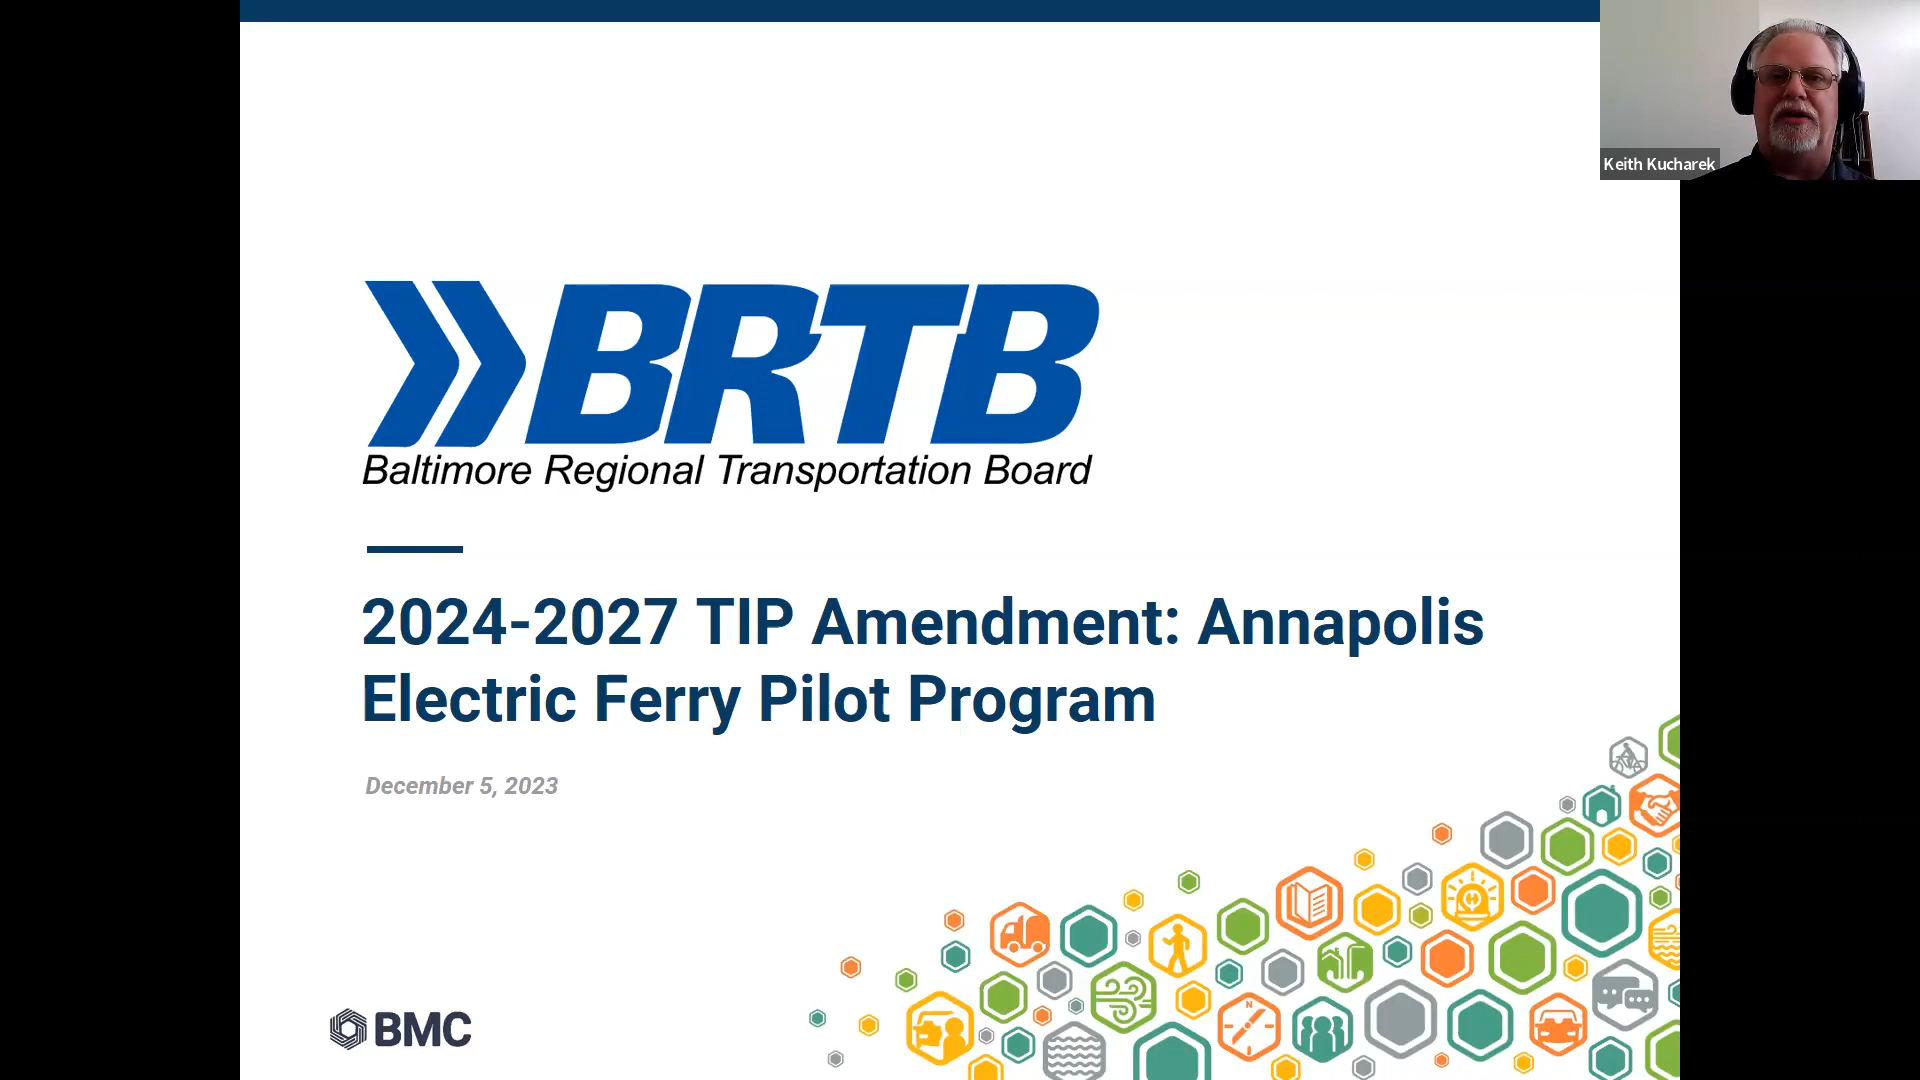 Keith Kucharek
BRTB
Baltimore Regional Transportation Board
2024-2027 TIP Amendment: Annapolis
Electric Ferry Pilot Program
December 5, 2023
N
BMC